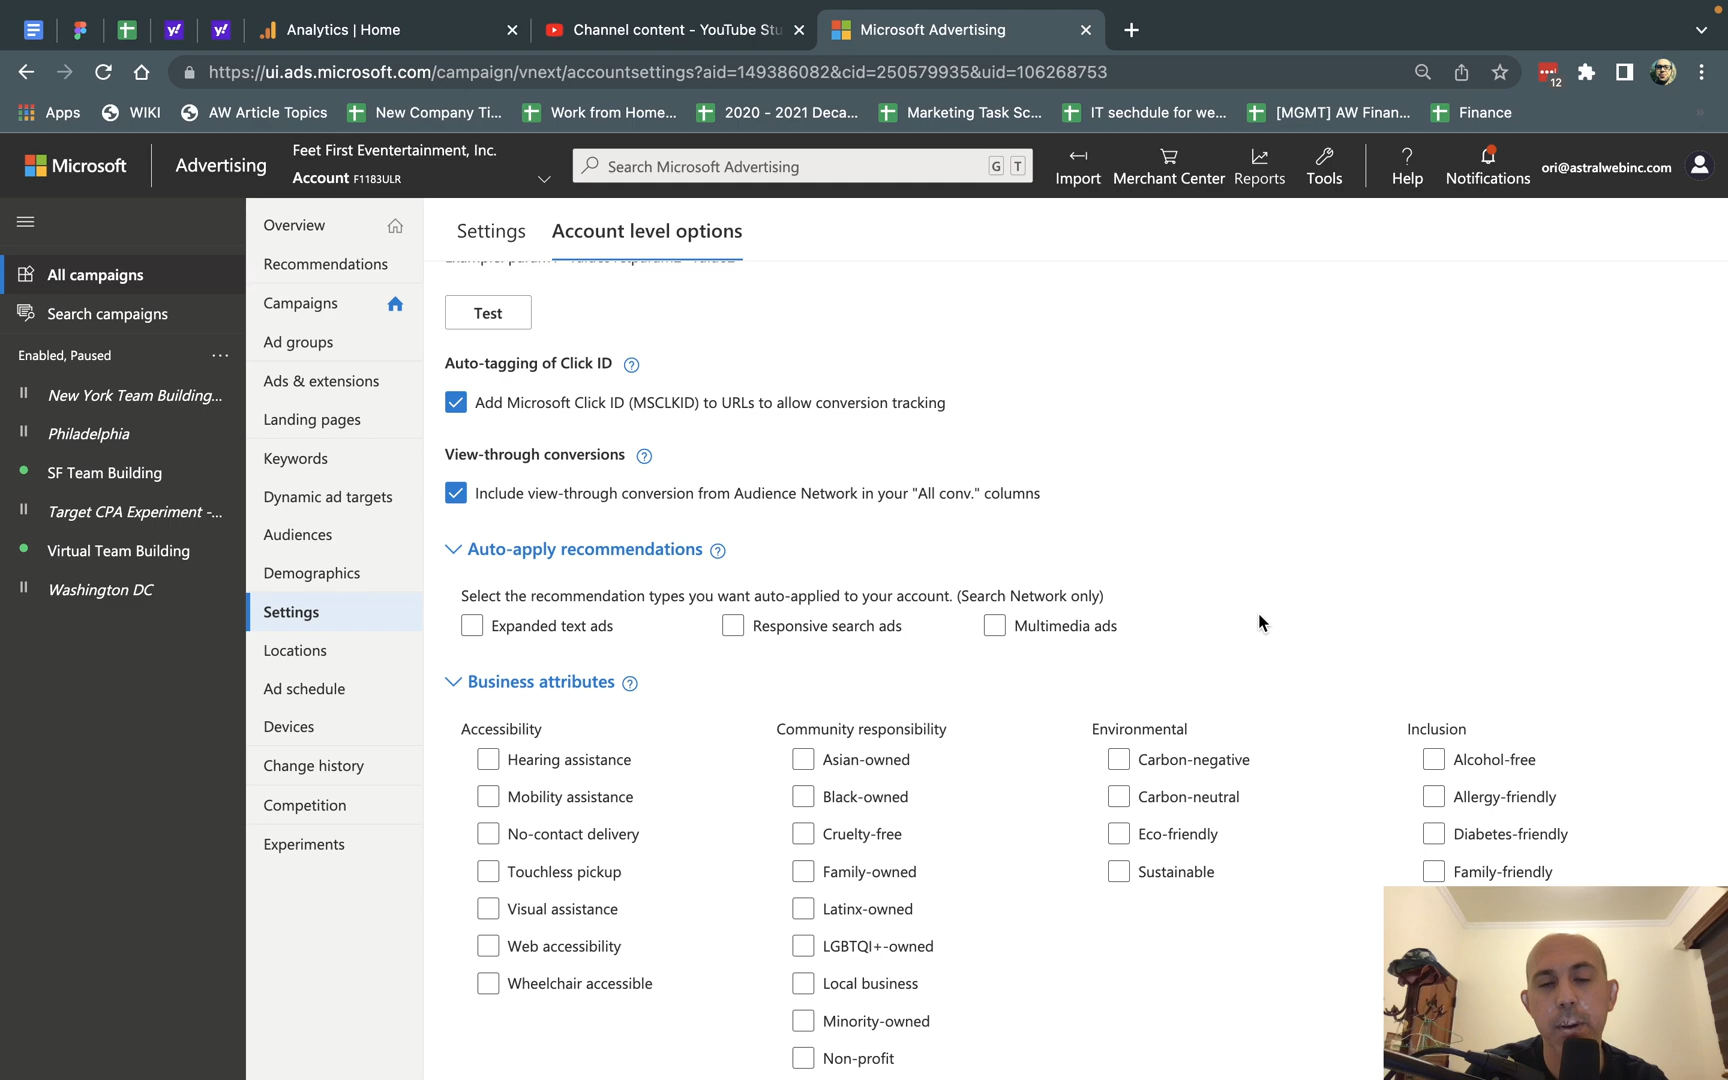 Analytics | Home
Channel content - YouTube Stu
Microsoft Advertising
https://ui.ads.microsoft.com/campaign/vnext/accountsettings?aid=149386082&cid=250579935&uid=106268753
12
Apps
WIKI
AW Article Topics
New Company Ti...
Work from Home...
2020 - 2021 Deca...
Marketing Task Sc...
IT sechdule for we...
[MGMT] AW Finan...
Finance
Microsoft
Advertising
Feet First Eventertainment, Inc.
Account F1183ULR
Search Microsoft Advertising
G T
Import
Merchant Center
Reports
Tools
Help
Notifications
ori@astralwebinc.com
All campaigns
Search campaigns
Enabled, Paused
New York Team Building...
Philadelphia
SF Team Building
Target CPA Experiment -...
Virtual Team Building
Washington DC
Overview
Recommendations
Campaigns
Ad groups
Ads & extensions
Landing pages
Keywords
Dynamic ad targets
Audiences
Demographics
Settings
Locations
Ad schedule
Devices
Change history
Competition
Experiments
Settings
Account level options
Test
Auto-tagging of Click ID
Add Microsoft Click ID (MSCLKID) to URLs to allow conversion tracking
View-through conversions
Include view-through conversion from Audience Network in your "All conv." columns
Auto-apply recommendations
Select the recommendation types you want auto-applied to your account. (Search Network only)
Expanded text ads
Responsive search ads
Multimedia ads
Business attributes
Accessibility
Hearing assistance
Mobility assistance
No-contact delivery
Touchless pickup
Visual assistance
Web accessibility
Wheelchair accessible
Community responsibility
Asian-owned
Black-owned
Cruelty-free
Family-owned
Latinx-owned
LGBTQI+-owned
Local business
Minority-owned
Non-profit
Environmental
Carbon-negative
Carbon-neutral
Eco-friendly
Sustainable
Inclusion
Alcohol-free
Allergy-friendly
Diabetes-friendly
Family-friendly